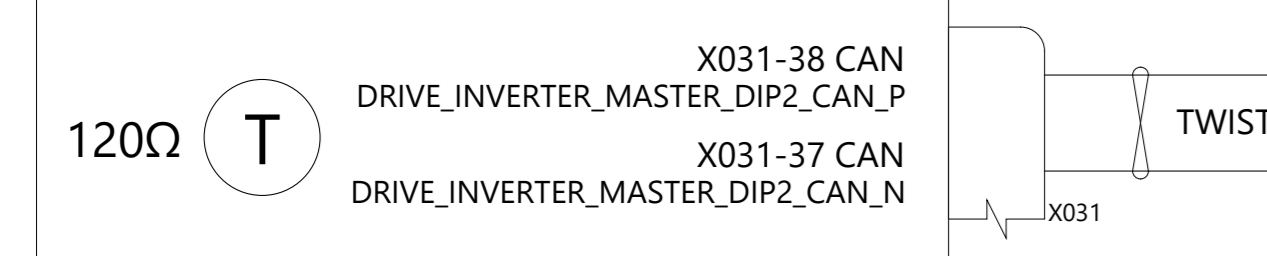 X031-38 CAN
DRIVE_INVERTER_MASTER_DIP2_CAN_P
120Ω
T
X031-37 CAN
DRIVE_INVERTER_MASTER_DIP2_CAN_N
TWIST
X031